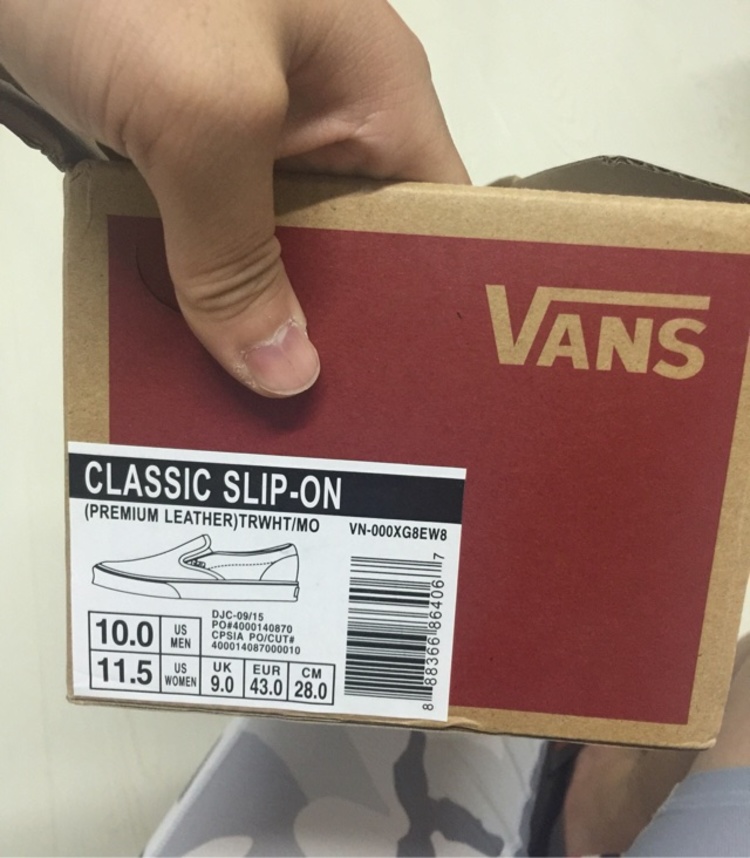 VANS
CLASSIC SLIP-ON
(PREMIUM LEATHER)TRWHT/MO VN-000XG8EW8
DJC-09/15
PO#4000140870
CPSIA PO/CUT#
400014087000010
10.0 US MEN
11.5 US WOMEN
UK 9.0
EUR 43.0
CM 28.0
8 88366 86406 7